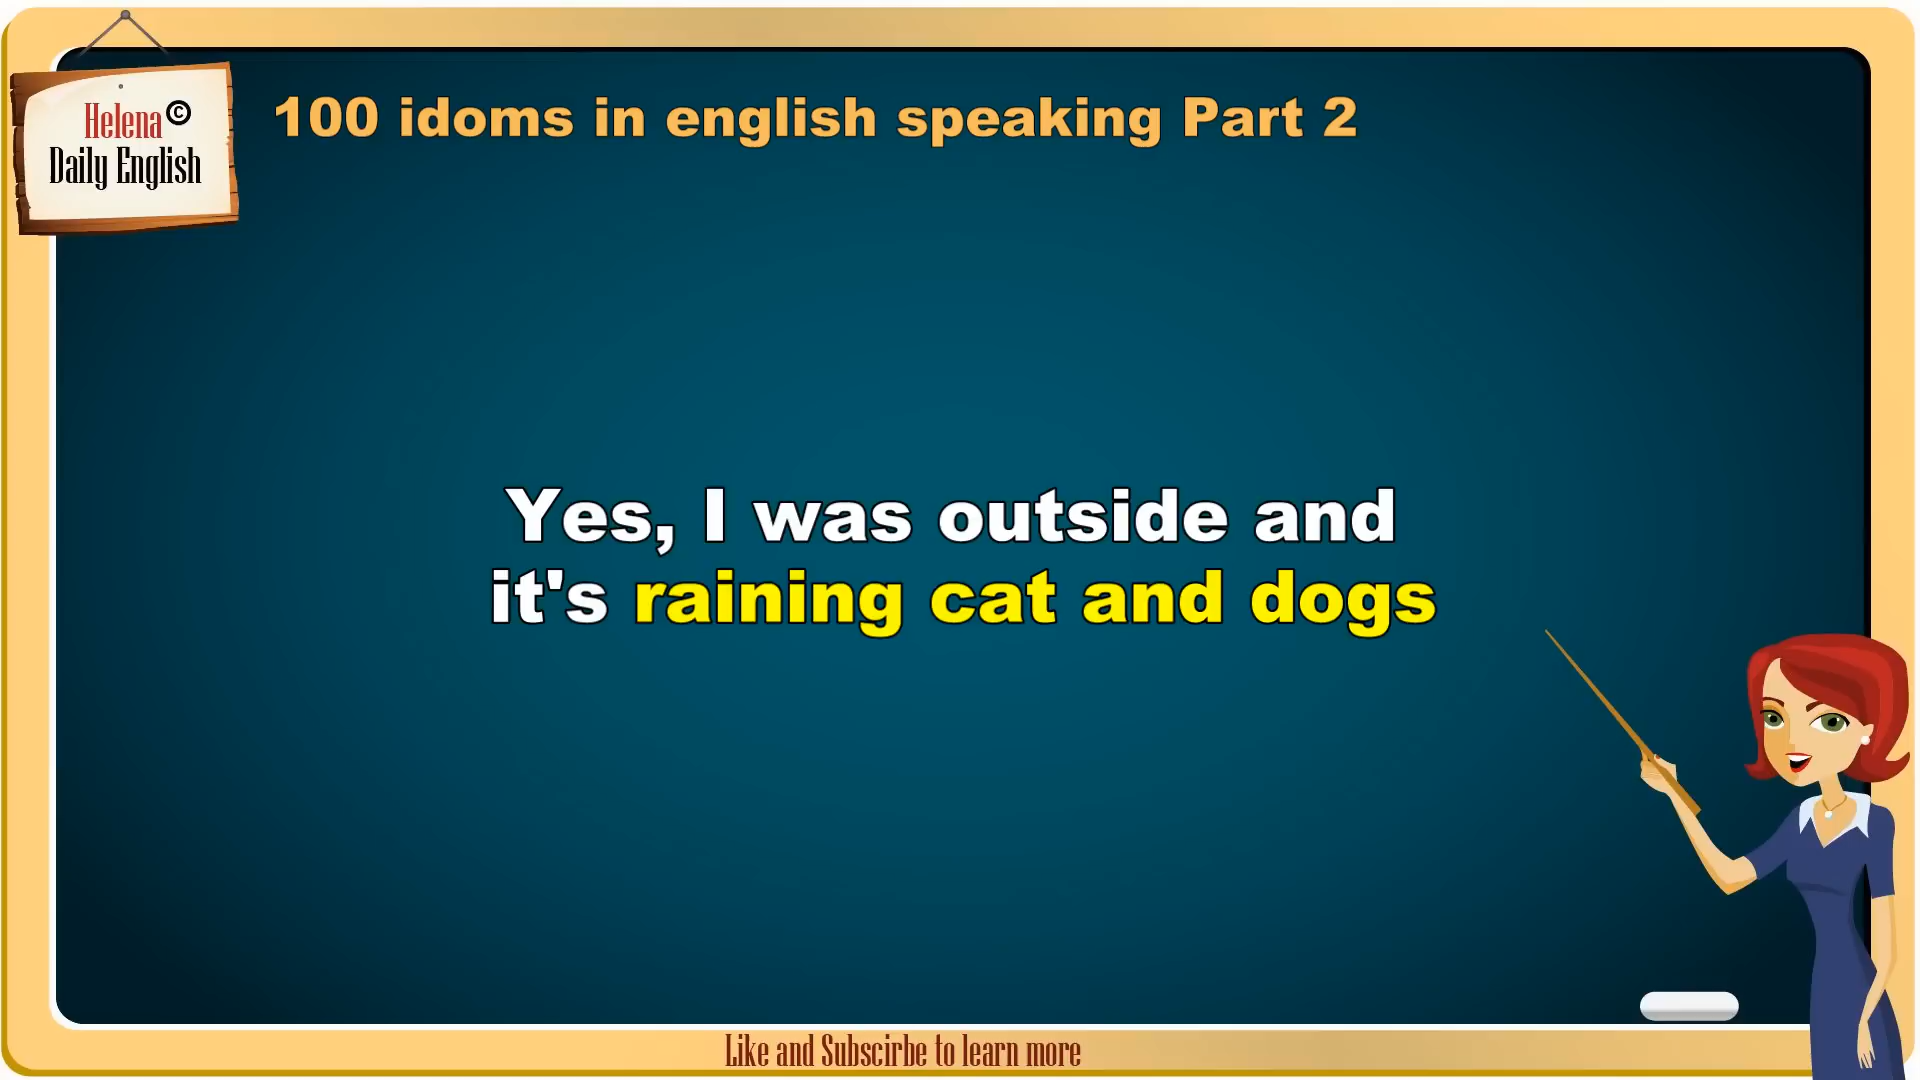 Helena ©
Daily English
100 idoms in english speaking Part 2
Yes, I was outside and
it's raining cat and dogs
Like and Subscirbe to learn more